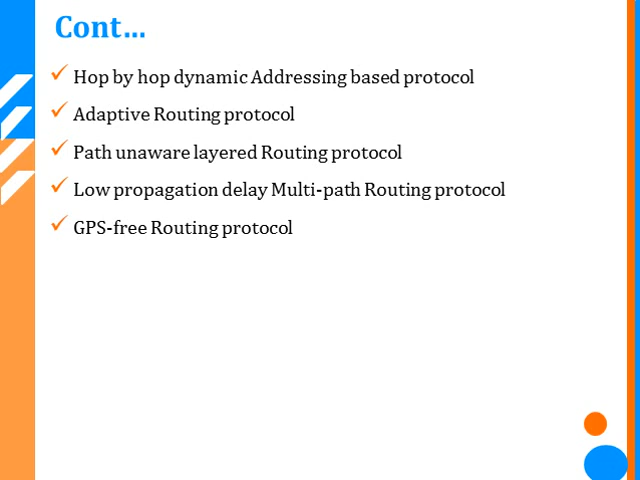 Cont...
Hop by hop dynamic Addressing based protocol
Adaptive Routing protocol
Path unaware layered Routing protocol
Low propagation delay Multi-path Routing protocol
GPS-free Routing protocol